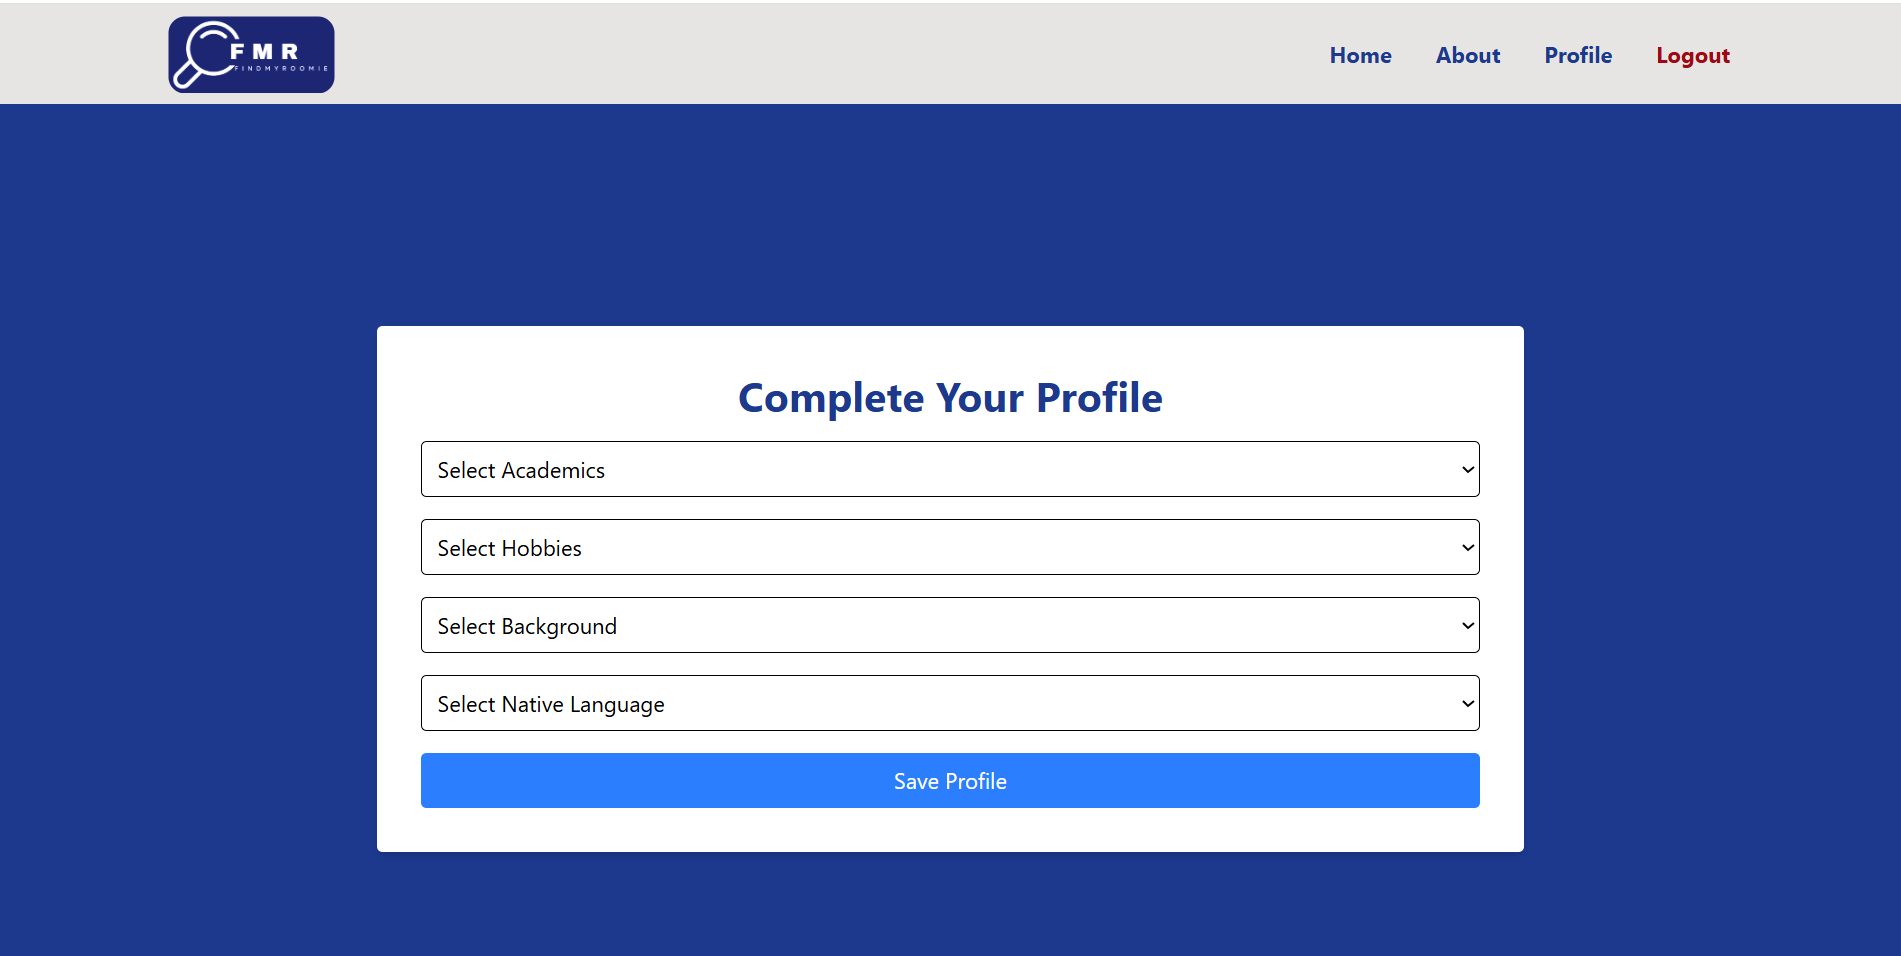 FMR
FINDMYROOMIE
Home About Profile Logout
Complete Your Profile
Select Academics
Select Hobbies
Select Background
Select Native Language
Save Profile